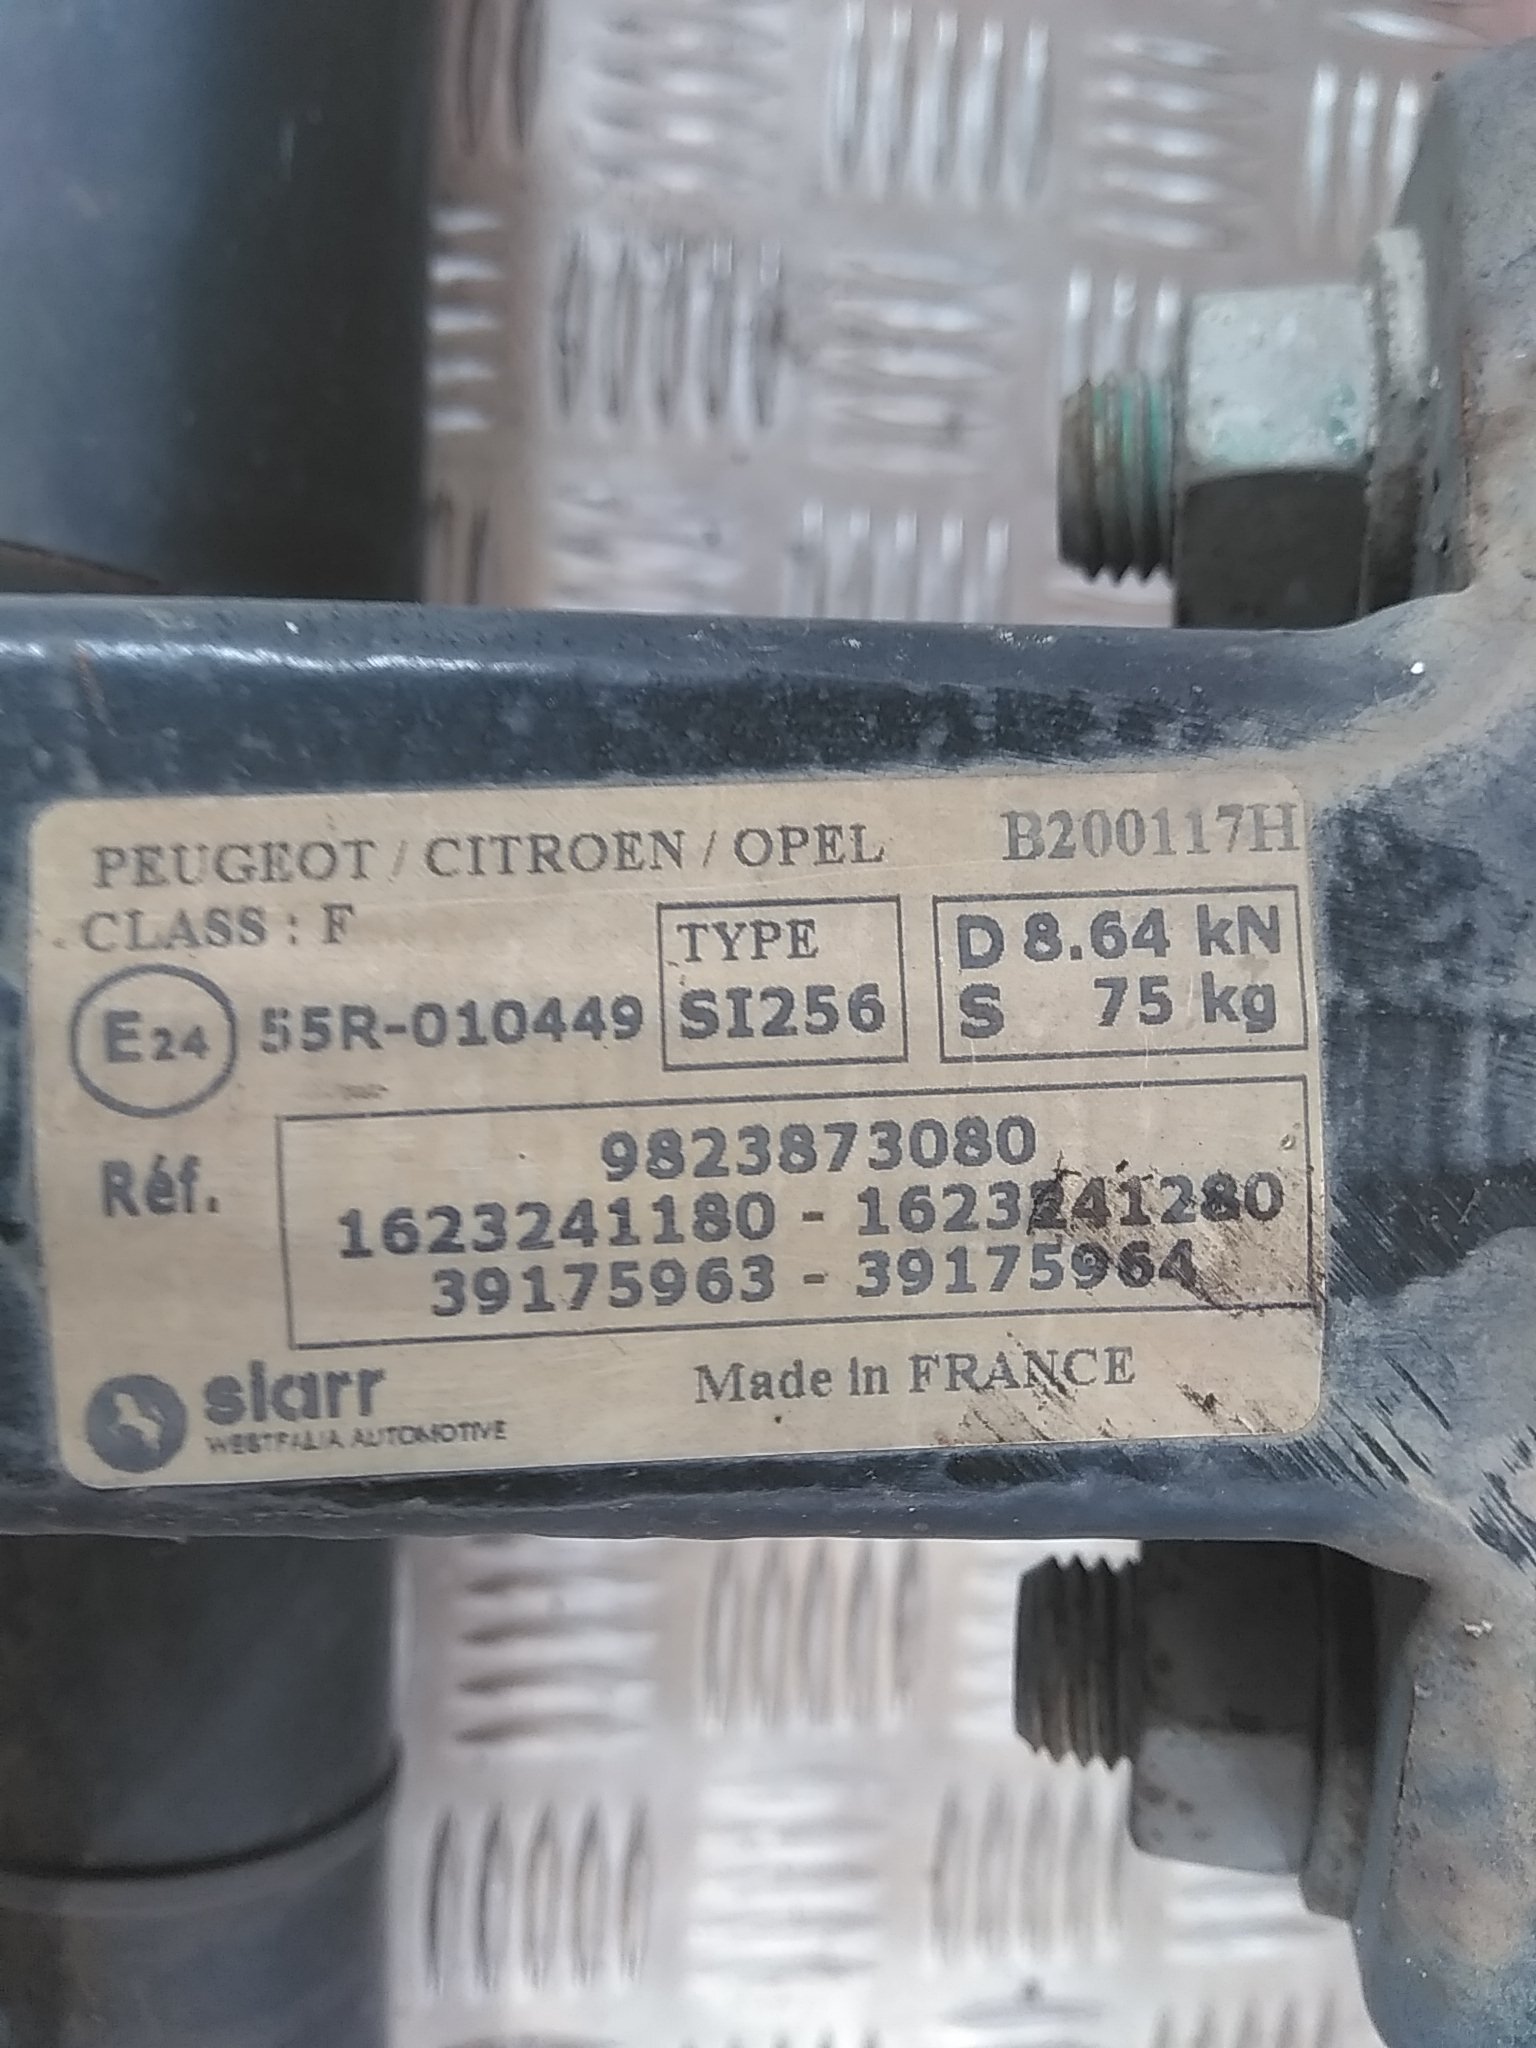 PEUGEOT / CITROEN / OPEL B200117H
CLASS : F
TYPE
SI256
D 8.64 kN
S 75 kg
E24 55R-010449
Réf.
9823873080
1623241180 - 1623241280
39175963 - 39175964
siarr
WESTFALIA AUTOMOTIVE
Made in FRANCE